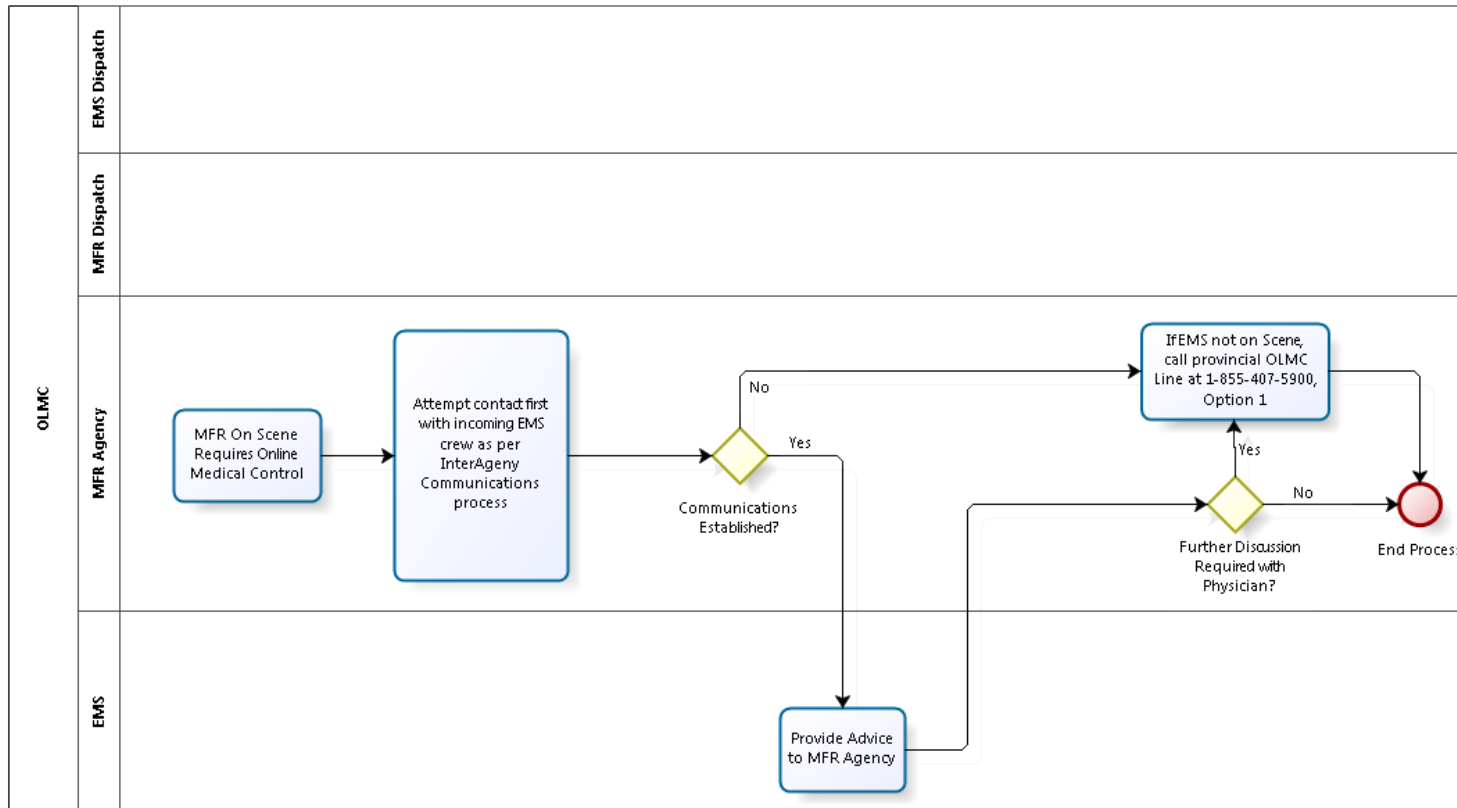 OLMC
EMS Dispatch
MFR Dispatch
MFR Agency
EMS
MFR On Scene
Requires Online
Medical Control
Attempt contact first
with incoming EMS
crew as per
InterAgeny
Communications
process
No
Yes
Communications
Established?
If EMS not on Scene,
call provincial OLMC
Line at 1-855-407-5900,
Option 1
Yes
No
Further Discussion
Required with
Physician?
End Process
Provide Advice
to MFR Agency